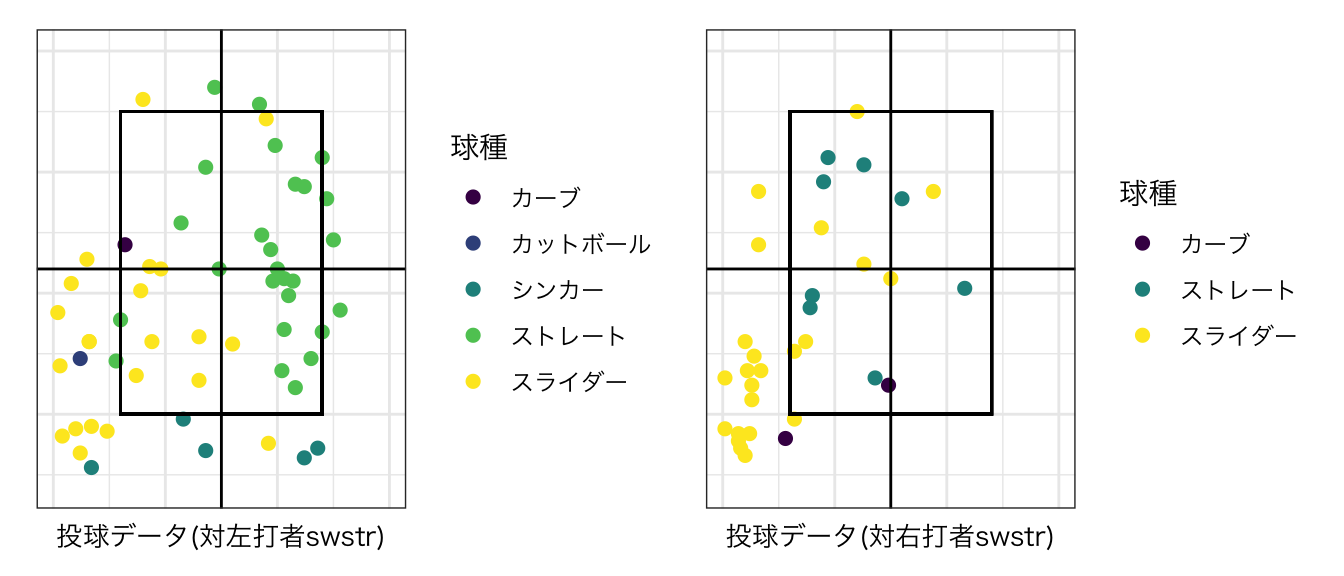 球種
カーブ
カットボール
シンカー
ストレート
スライダー
投球データ(対左打者swstr)
球種
カーブ
ストレート
スライダー
投球データ(対右打者swstr)